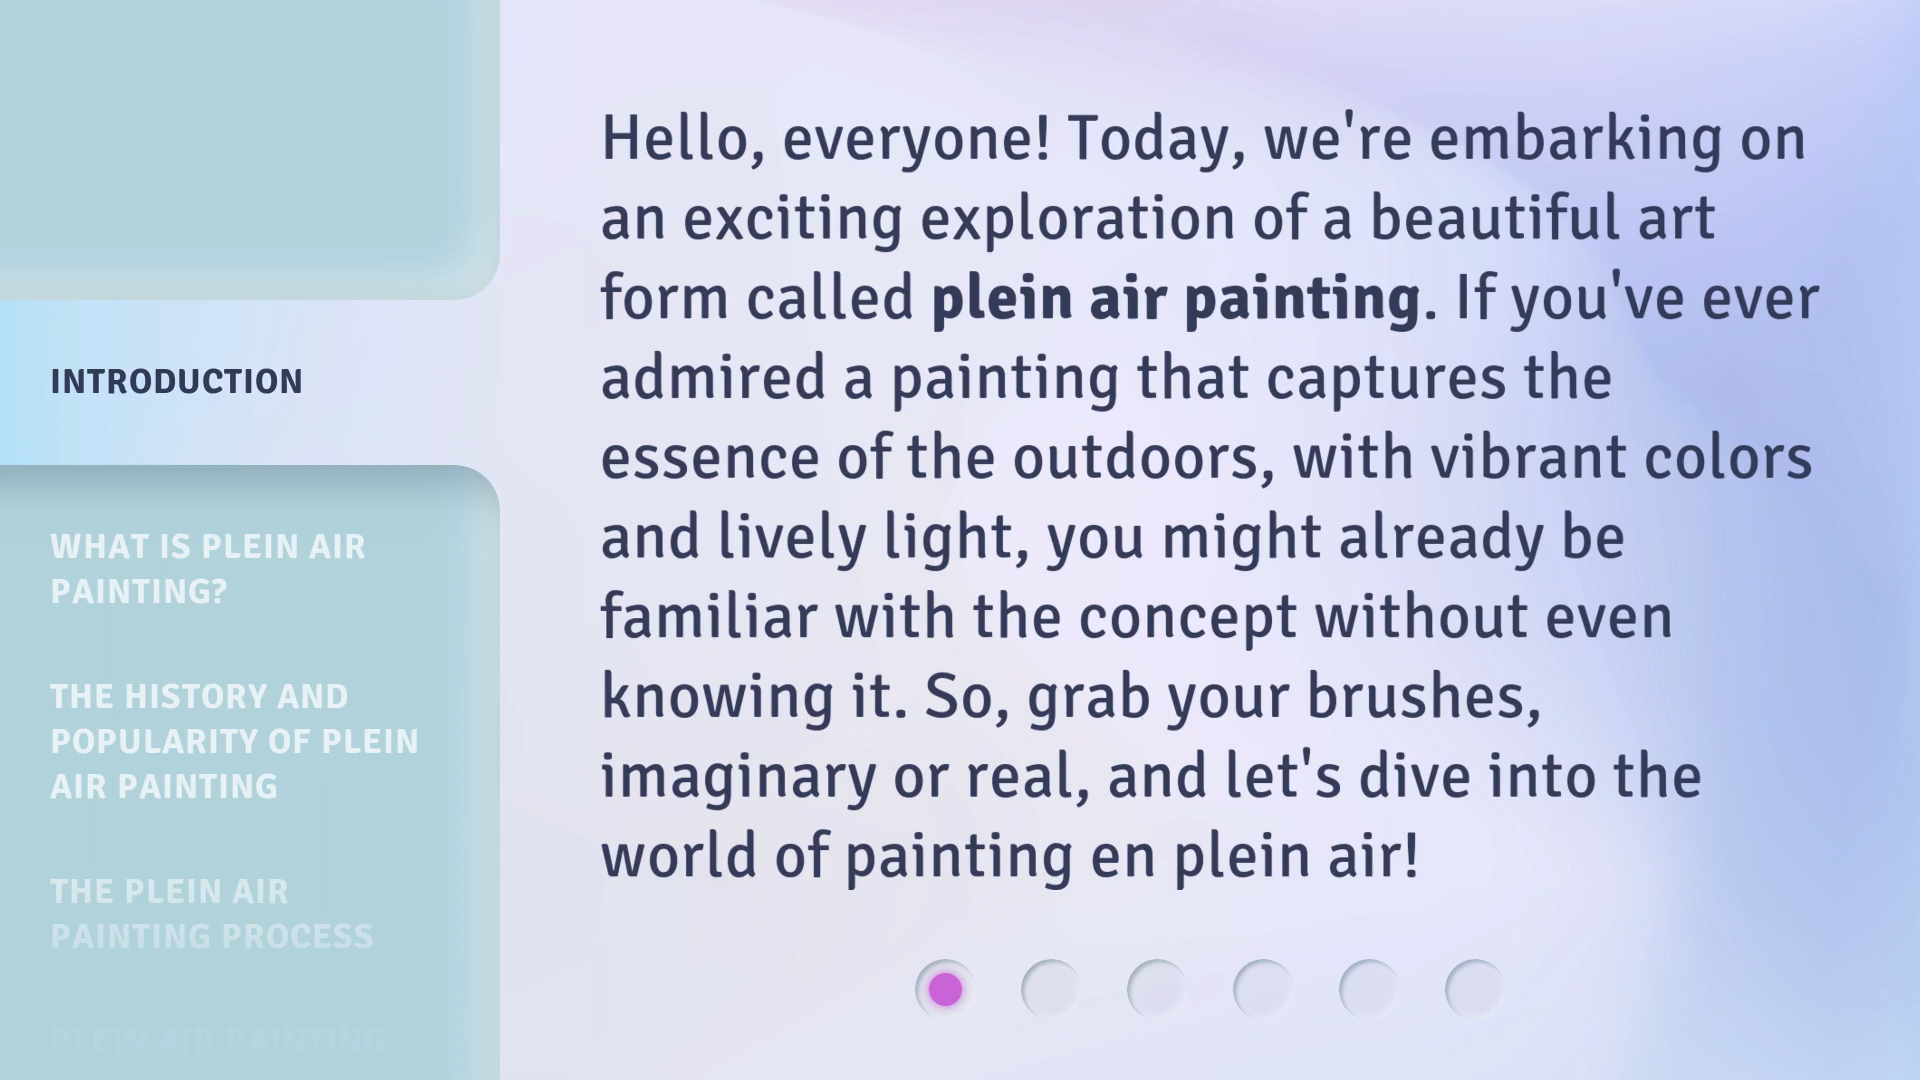 INTRODUCTION
WHAT IS PLEIN AIR
PAINTING?
THE HISTORY AND
POPULARITY OF PLEIN
AIR PAINTING
THE PLEIN AIR
PAINTING PROCESS
PLEIN AIR PAINTING
Hello, everyone! Today, we're embarking on
an exciting exploration of a beautiful art
form called plein air painting. If you've ever
admired a painting that captures the
essence of the outdoors, with vibrant colors
and lively light, you might already be
familiar with the concept without even
knowing it. So, grab your brushes,
imaginary or real, and let's dive into the
world of painting en plein air!